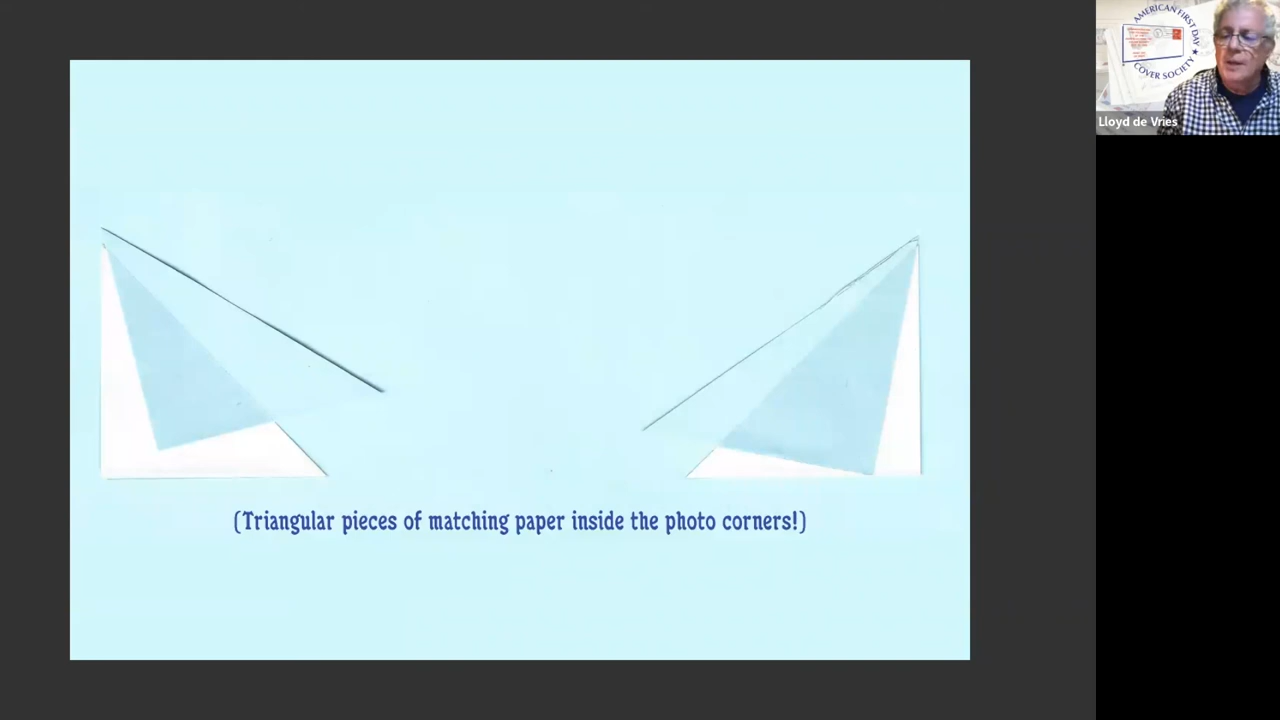 (Triangular pieces of matching paper inside the photo corners!)
AMERICAN FIRST DAY
COVER SOCIETY
Lloyd de Vries